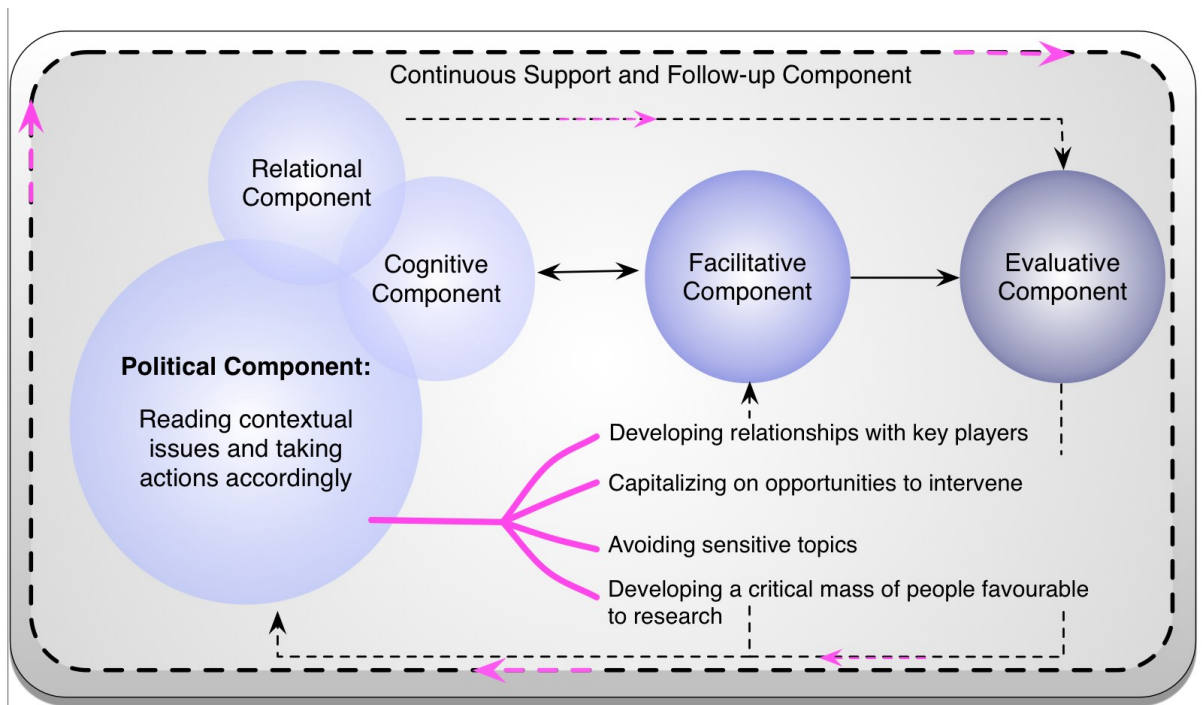 Continuous Support and Follow-up Component
Relational
Component
Cognitive
Component
Facilitative
Component
Evaluative
Component
Political Component:
Reading contextual
issues and taking
actions accordingly
Developing relationships with key players
Capitalizing on opportunities to intervene
Avoiding sensitive topics
Developing a critical mass of people favourable
to research